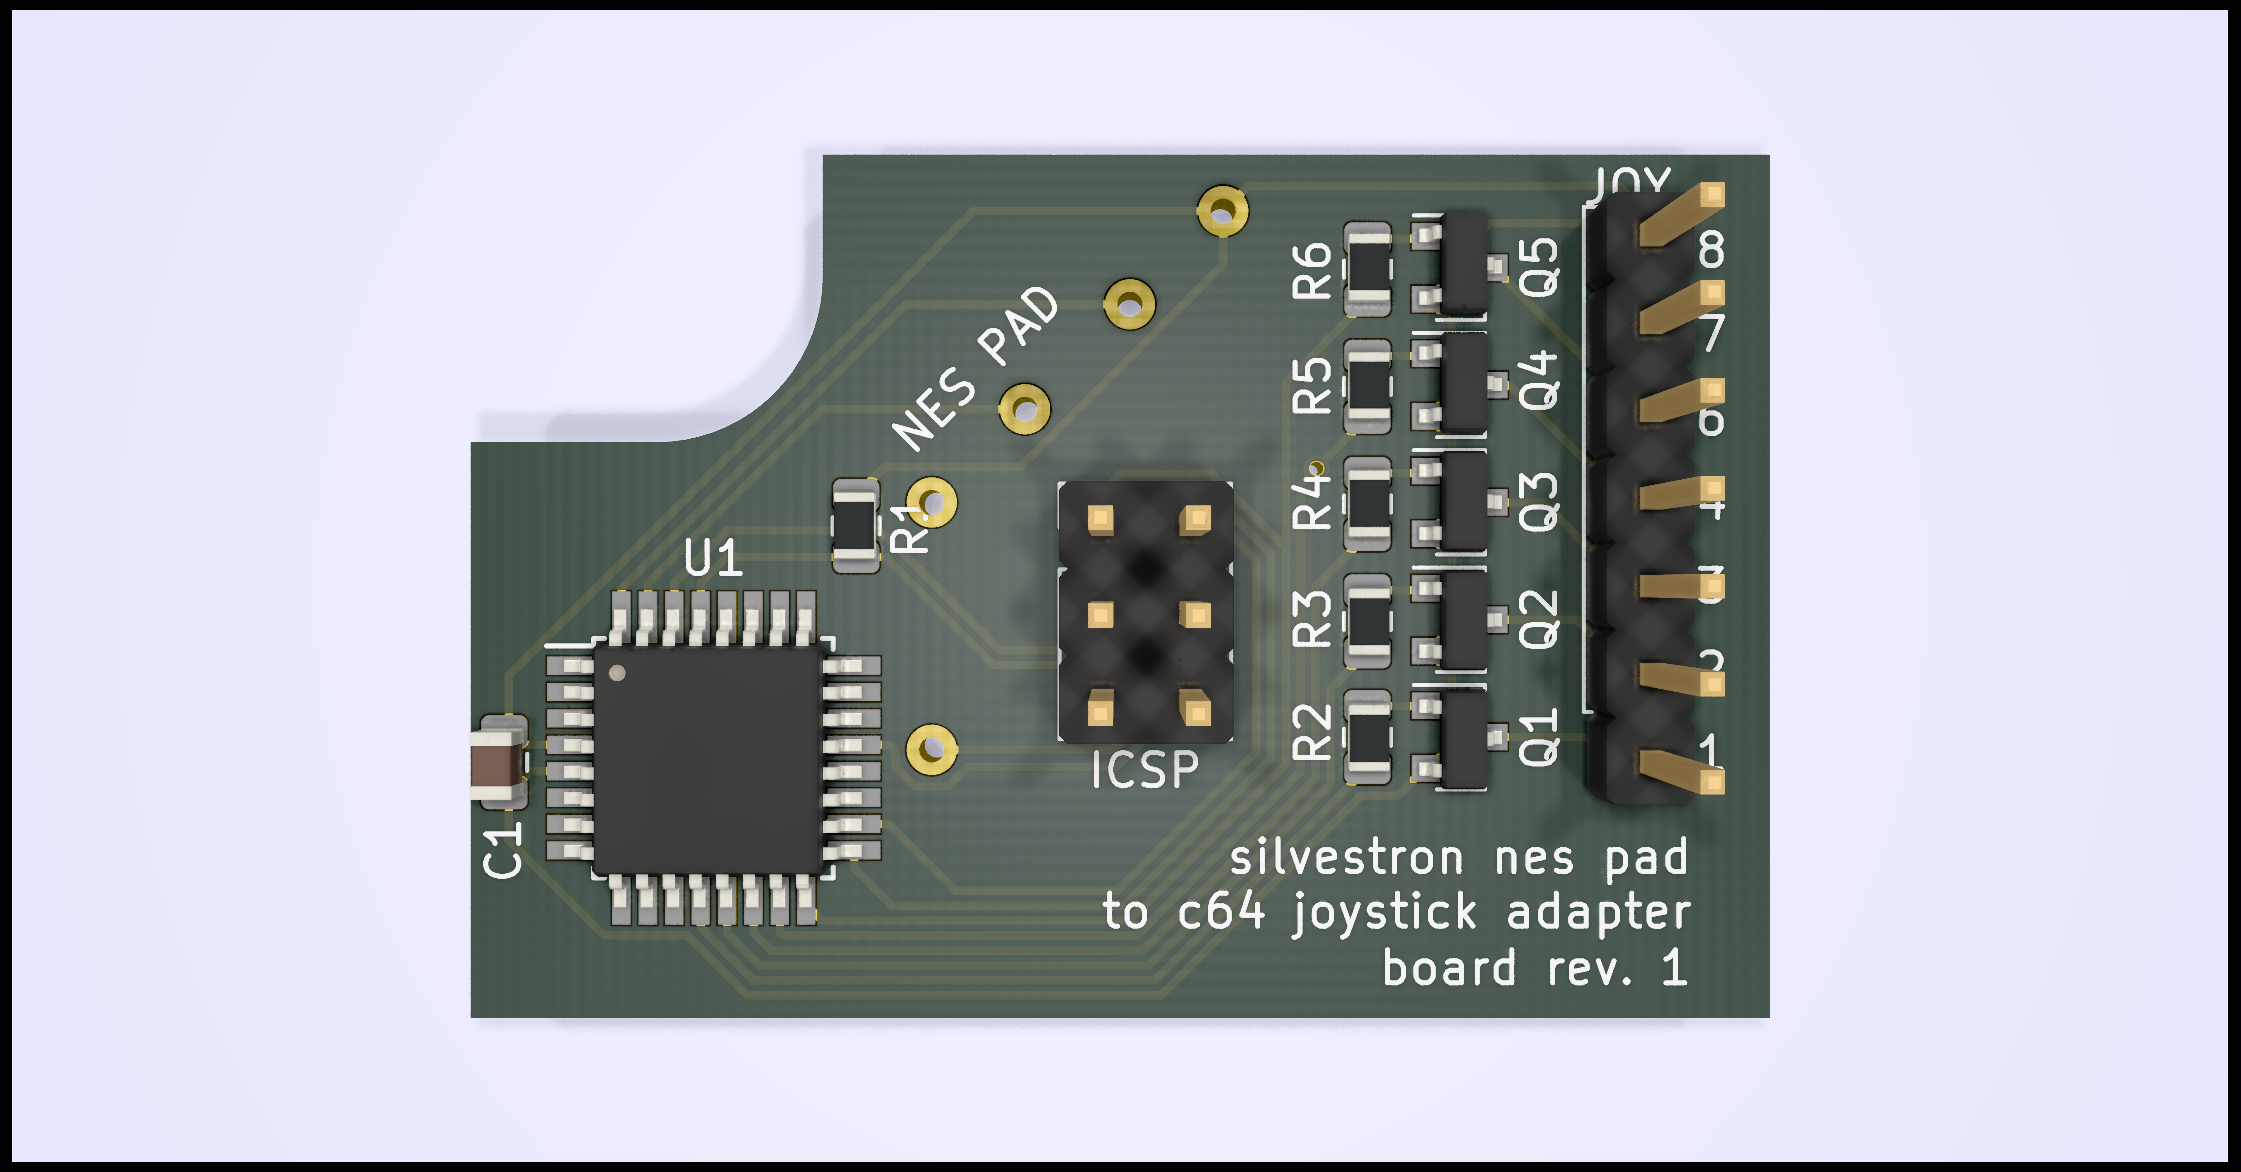 JOY
8
R6
Q5
7
NES PAD
R5
Q4
6
R4
Q3
4
R1
U1
3
R3
Q2
2
R2
Q1
1
ICSP
C1
silvestron nes pad
to c64 joystick adapter
board rev. 1